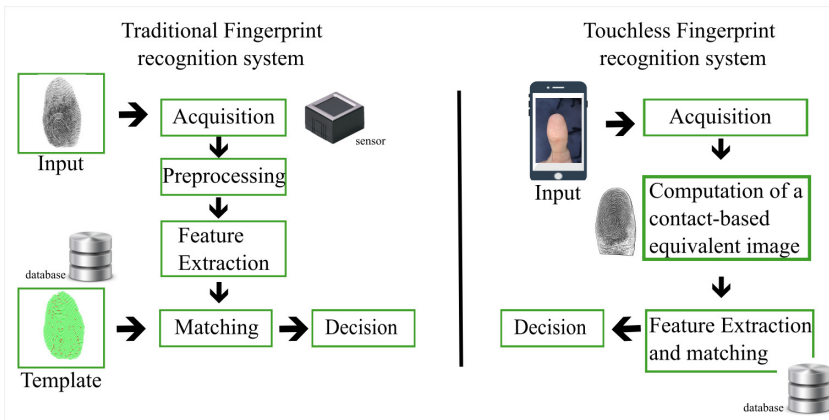 Traditional Fingerprint
recognition system
Input
Acquisition
sensor
Preprocessing
Feature
Extraction
database
Template
Matching
Decision
Touchless Fingerprint
recognition system
Input
Acquisition
Computation of a
contact-based
equivalent image
Feature Extraction
and matching
Decision
database